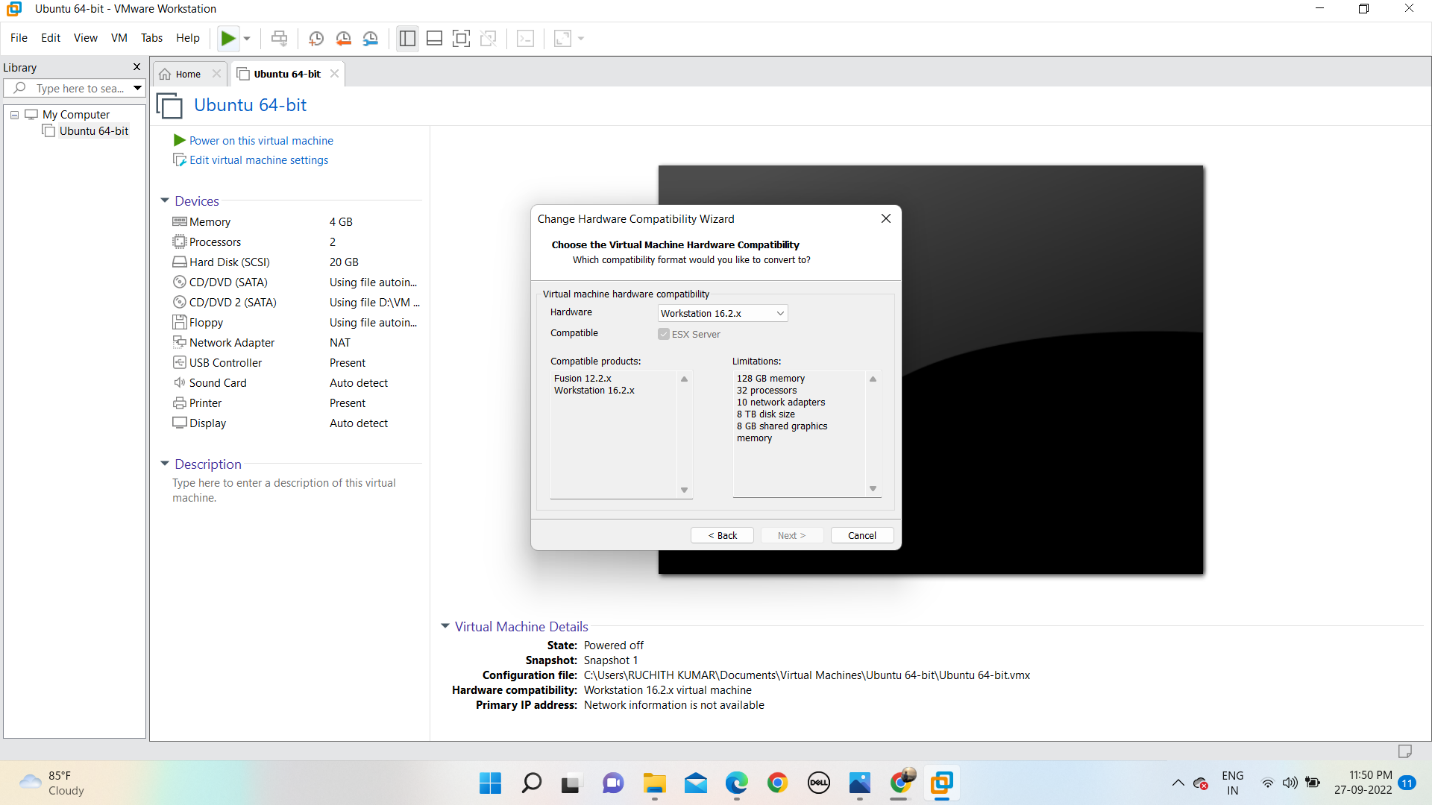 Ubuntu 64-bit - VMware Workstation
File Edit View VM Tabs Help
Library
Home
Ubuntu 64-bit
Type here to sea...
My Computer
Ubuntu 64-bit
Ubuntu 64-bit
Power on this virtual machine
Edit virtual machine settings
Devices
Memory 4 GB
Processors 2
Hard Disk (SCSI) 20 GB
CD/DVD (SATA) Using file autoin...
CD/DVD 2 (SATA) Using file D:\VM ...
Floppy Using file autoin...
Network Adapter NAT
USB Controller Present
Sound Card Auto detect
Printer Present
Display Auto detect
Description
Type here to enter a description of this virtual
machine.
Change Hardware Compatibility Wizard
Choose the Virtual Machine Hardware Compatibility
Which compatibility format would you like to convert to?
Virtual machine hardware compatibility
Hardware Workstation 16.2.x
Compatible ESX Server
Compatible products:
Fusion 12.2.x
Workstation 16.2.x
Limitations:
128 GB memory
32 processors
10 network adapters
8 TB disk size
8 GB shared graphics
memory
< Back Next > Cancel
Virtual Machine Details
State: Powered off
Snapshot: Snapshot 1
Configuration file: C:\Users\RUCHITH KUMAR\Documents\Virtual Machines\Ubuntu 64-bit\Ubuntu 64-bit.vmx
Hardware compatibility: Workstation 16.2.x virtual machine
Primary IP address: Network information is not available
85°F
Cloudy
DELL
ENG
IN
11:50 PM
27-09-2022
11